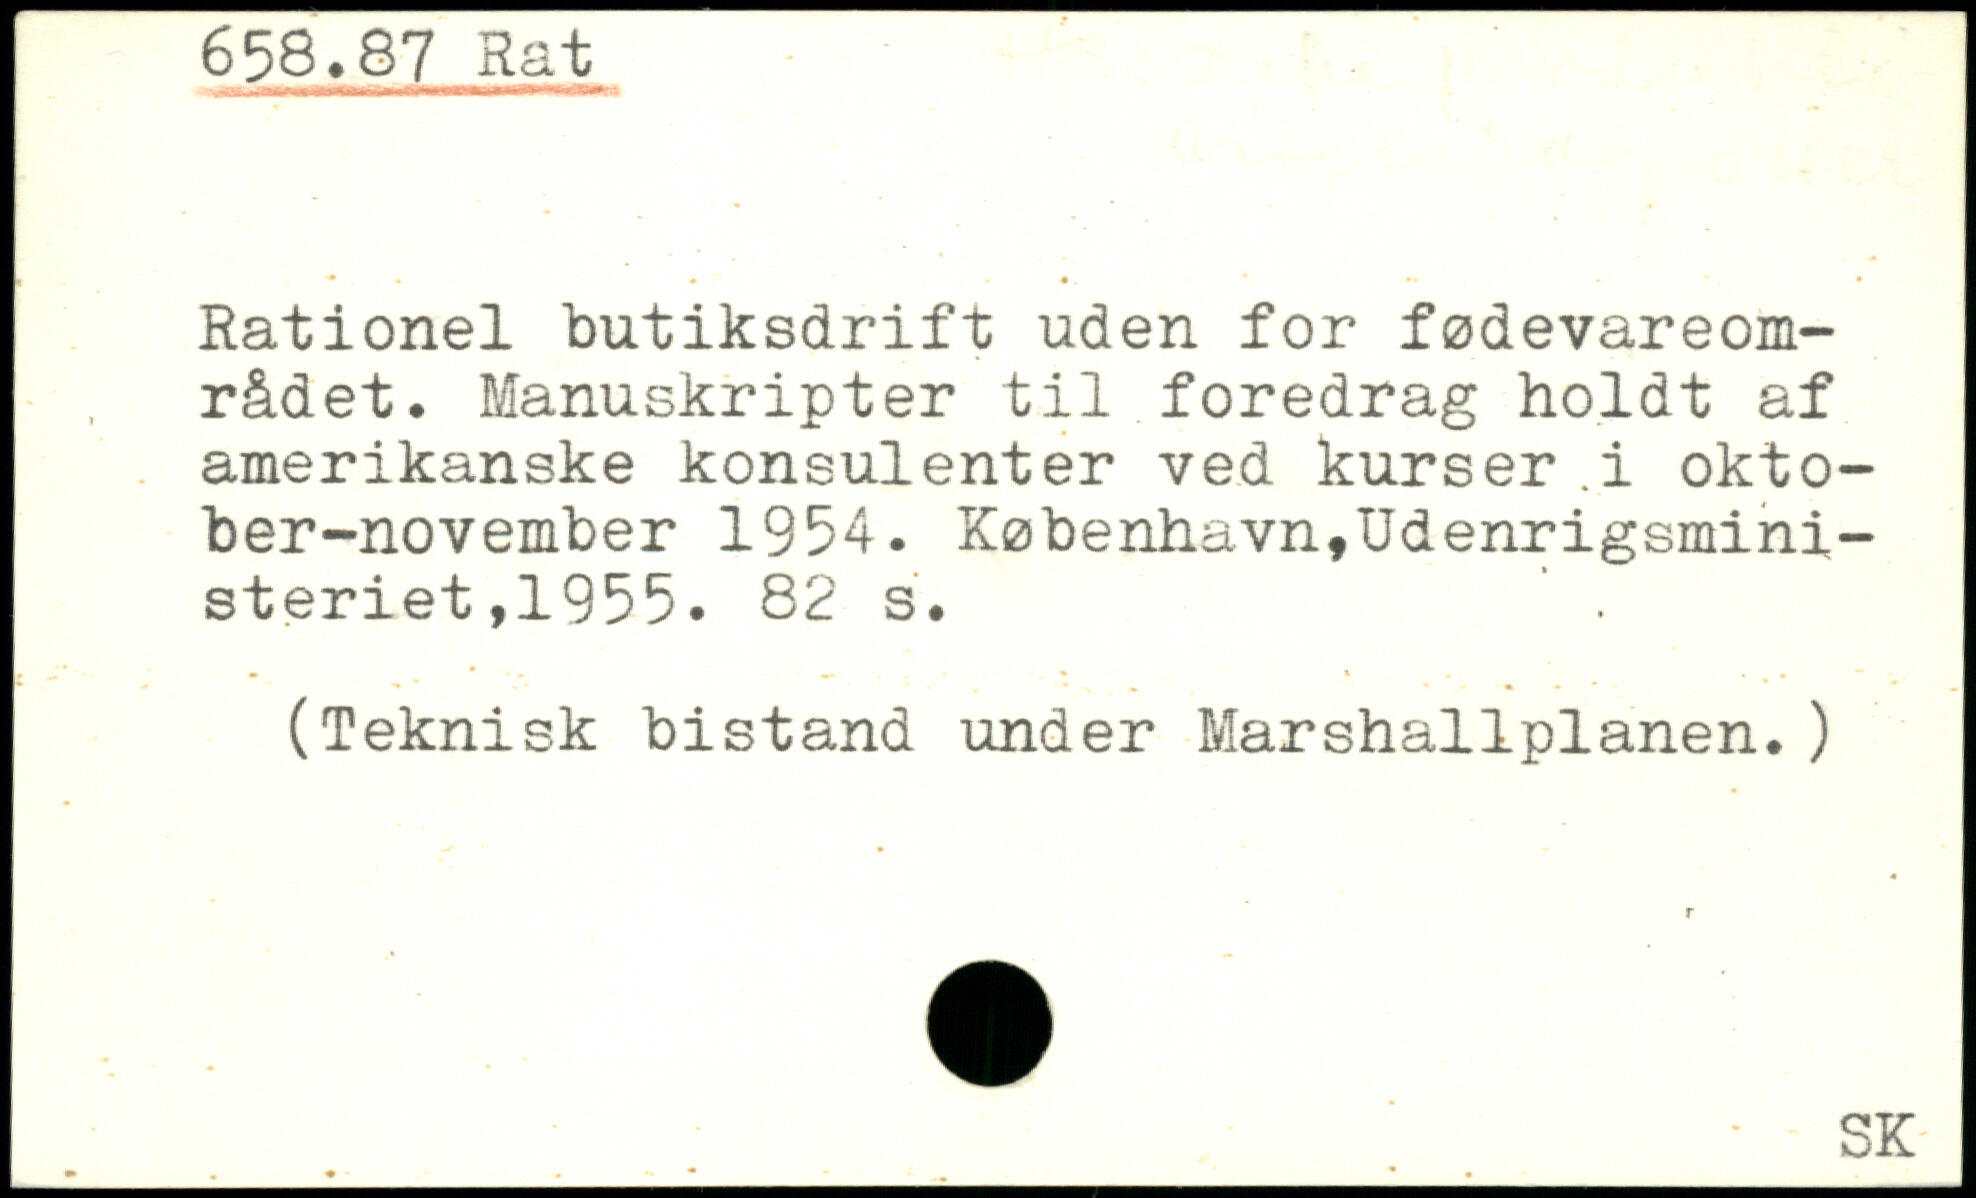 658.87 Rat
Rationel butiksdrift uden for fødevareom-
rådet. Manuskripter til foredrag holdt af
amerikanske konsulenter ved kurser i okto-
ber-november 1954. København,Udenrigsmini-
steriet,1955. 82 s.
(Teknisk bistand under Marshallplanen.)
SK